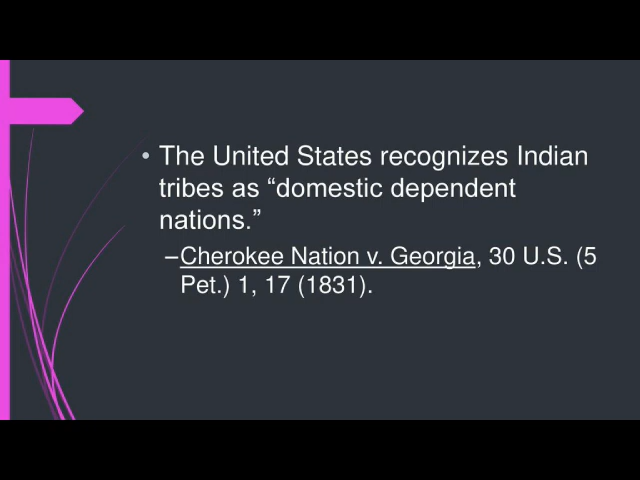 • The United States recognizes Indian
tribes as “domestic dependent
nations.”
–Cherokee Nation v. Georgia, 30 U.S. (5
Pet.) 1, 17 (1831).